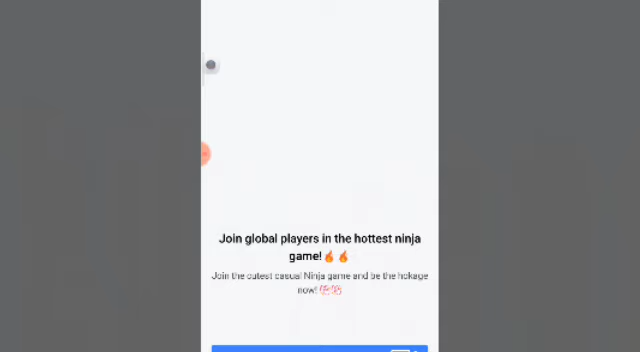 Join global players in the hottest ninja
game!🔥🔥
Join the cutest casual Ninja game and be the hokage
now! 💯💯